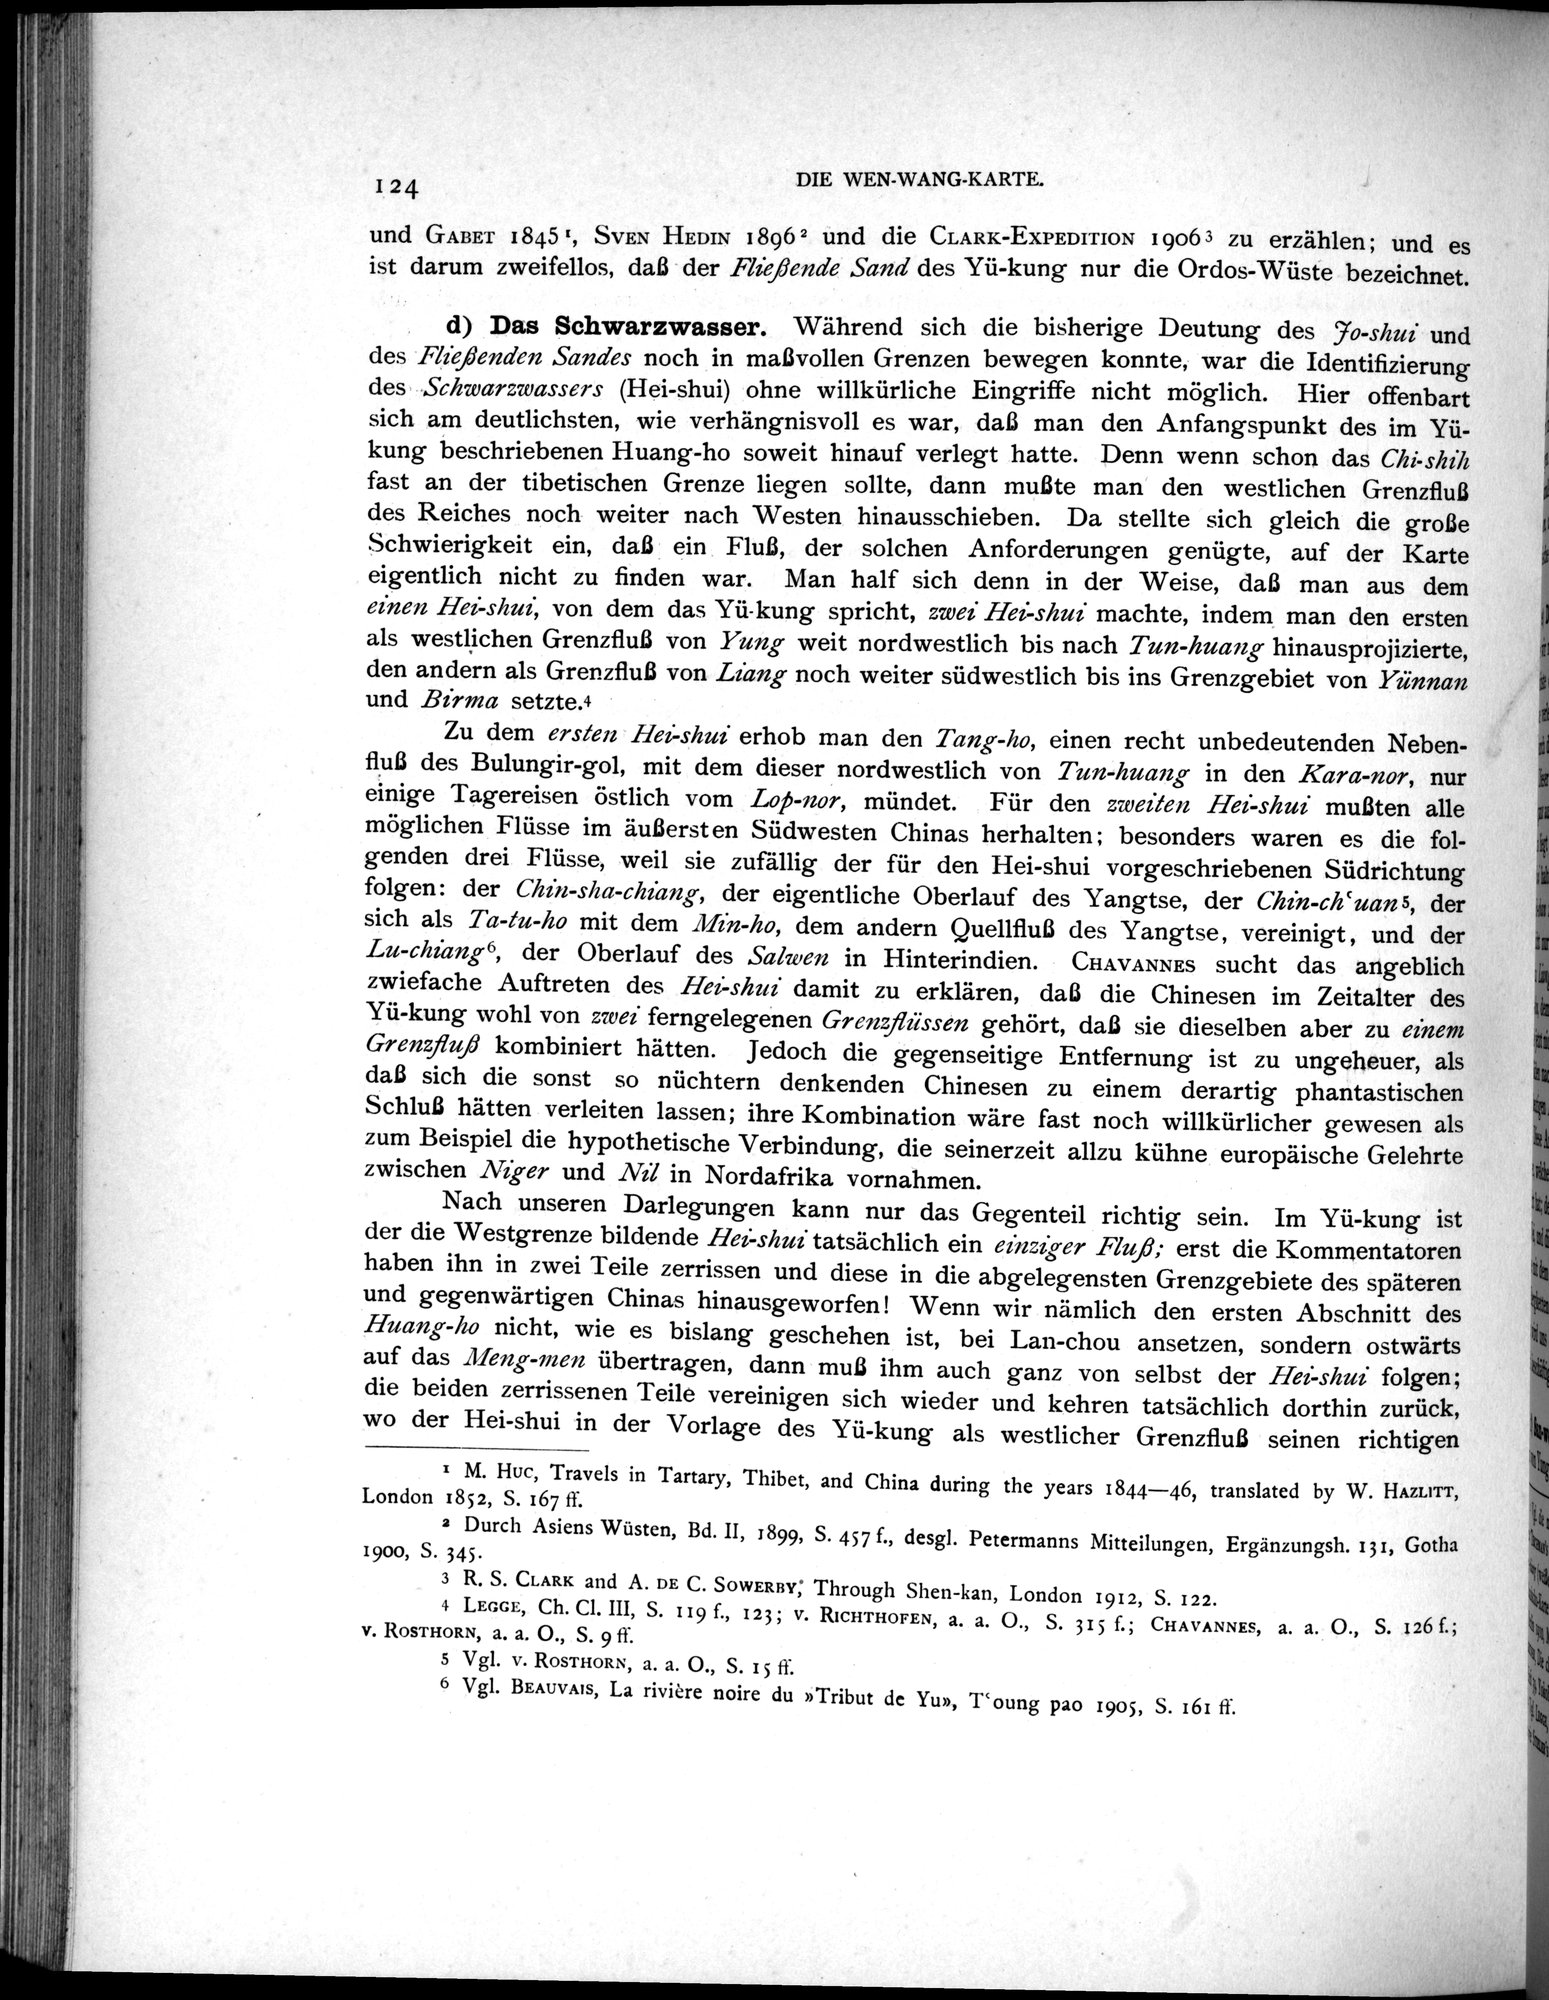 124
DIE WEN-WANG-KARTE.
und GABET 1845¹, SVEN HEDIN 1896² und die CLARK-EXPEDITION 1906³ zu erzählen; und es
ist darum zweifellos, daß der Fließende Sand des Yü-kung nur die Ordos-Wüste bezeichnet.
d) Das Schwarzwasser. Während sich die bisherige Deutung des Jo-shui und
des Fließenden Sandes noch in maßvollen Grenzen bewegen konnte, war die Identifizierung
des Schwarzwassers (Hei-shui) ohne willkürliche Eingriffe nicht möglich. Hier offenbart
sich am deutlichsten, wie verhängnisvoll es war, daß man den Anfangspunkt des im Yü-
kung beschriebenen Huang-ho soweit hinauf verlegt hatte. Denn wenn schon das Chi-shih
fast an der tibetischen Grenze liegen sollte, dann mußte man den westlichen Grenzfluß
des Reiches noch weiter nach Westen hinausschieben. Da stellte sich gleich die große
Schwierigkeit ein, daß ein Fluß, der solchen Anforderungen genügte, auf der Karte
eigentlich nicht zu finden war. Man half sich denn in der Weise, daß man aus dem
einen Hei-shui, von dem das Yü-kung spricht, zwei Hei-shui machte, indem man den ersten
als westlichen Grenzfluß von Yung weit nordwestlich bis nach Tun-huang hinausprojizierte,
den andern als Grenzfluß von Liang noch weiter südwestlich bis ins Grenzgebiet von Yünnan
und Birma setzte.⁴
Zu dem ersten Hei-shui erhob man den Tang-ho, einen recht unbedeutenden Neben-
fluß des Bulungir-gol, mit dem dieser nordwestlich von Tun-huang in den Kara-nor, nur
einige Tagereisen östlich vom Lop-nor, mündet. Für den zweiten Hei-shui mußten alle
möglichen Flüsse im äußersten Südwesten Chinas herhalten; besonders waren es die fol-
genden drei Flüsse, weil sie zufällig der für den Hei-shui vorgeschriebenen Südrichtung
folgen: der Chin-sha-chiang, der eigentliche Oberlauf des Yangtse, der Chin-chʿuan⁵, der
sich als Ta-tu-ho mit dem Min-ho, dem andern Quellfluß des Yangtse, vereinigt, und der
Lu-chiang⁶, der Oberlauf des Salwen in Hinterindien. CHAVANNES sucht das angeblich
zwiefache Auftreten des Hei-shui damit zu erklären, daß die Chinesen im Zeitalter des
Yü-kung wohl von zwei ferngelegenen Grenzflüssen gehört, daß sie dieselben aber zu einem
Grenzfluß kombiniert hätten. Jedoch die gegenseitige Entfernung ist zu ungeheuer, als
daß sich die sonst so nüchtern denkenden Chinesen zu einem derartig phantastischen
Schluß hätten verleiten lassen; ihre Kombination wäre fast noch willkürlicher gewesen als
zum Beispiel die hypothetische Verbindung, die seinerzeit allzu kühne europäische Gelehrte
zwischen Niger und Nil in Nordafrika vornahmen.
Nach unseren Darlegungen kann nur das Gegenteil richtig sein. Im Yü-kung ist
der die Westgrenze bildende Hei-shui tatsächlich ein einziger Fluß; erst die Kommentatoren
haben ihn in zwei Teile zerrissen und diese in die abgelegensten Grenzgebiete des späteren
und gegenwärtigen Chinas hinausgeworfen! Wenn wir nämlich den ersten Abschnitt des
Huang-ho nicht, wie es bislang geschehen ist, bei Lan-chou ansetzen, sondern ostwärts
auf das Meng-men übertragen, dann muß ihm auch ganz von selbst der Hei-shui folgen;
die beiden zerrissenen Teile vereinigen sich wieder und kehren tatsächlich dorthin zurück,
wo der Hei-shui in der Vorlage des Yü-kung als westlicher Grenzfluß seinen richtigen
¹ M. HUC, Travels in Tartary, Thibet, and China during the years 1844—46, translated by W. HAZLITT,
London 1852, S. 167 ff.
² Durch Asiens Wüsten, Bd. II, 1899, S. 457 f., desgl. Petermanns Mitteilungen, Ergänzungsh. 131, Gotha
1900, S. 345.
³ R. S. CLARK and A. DE C. SOWERBY, Through Shen-kan, London 1912, S. 122.
⁴ LEGGE, Ch. Cl. III, S. 119 f., 123; v. RICHTHOFEN, a. a. O., S. 315 f.; CHAVANNES, a. a. O., S. 126 f.;
v. ROSTHORN, a. a. O., S. 9 ff.
⁵ Vgl. v. ROSTHORN, a. a. O., S. 15 ff.
⁶ Vgl. BEAUVAIS, La rivière noire du »Tribut de Yu», Tʿoung pao 1905, S. 161 ff.